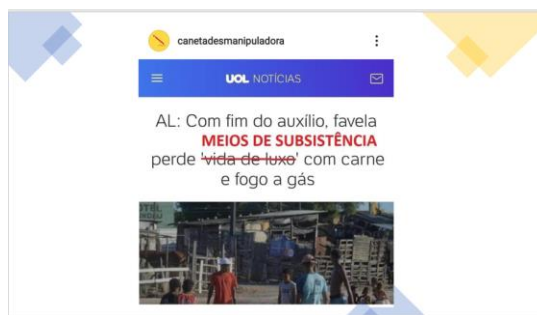 canetadesmanipuladora
UOL NOTÍCIAS
AL: Com fim do auxílio, favela
MEIOS DE SUBSISTÊNCIA
perde 'vida de luxo' com carne
e fogo a gás